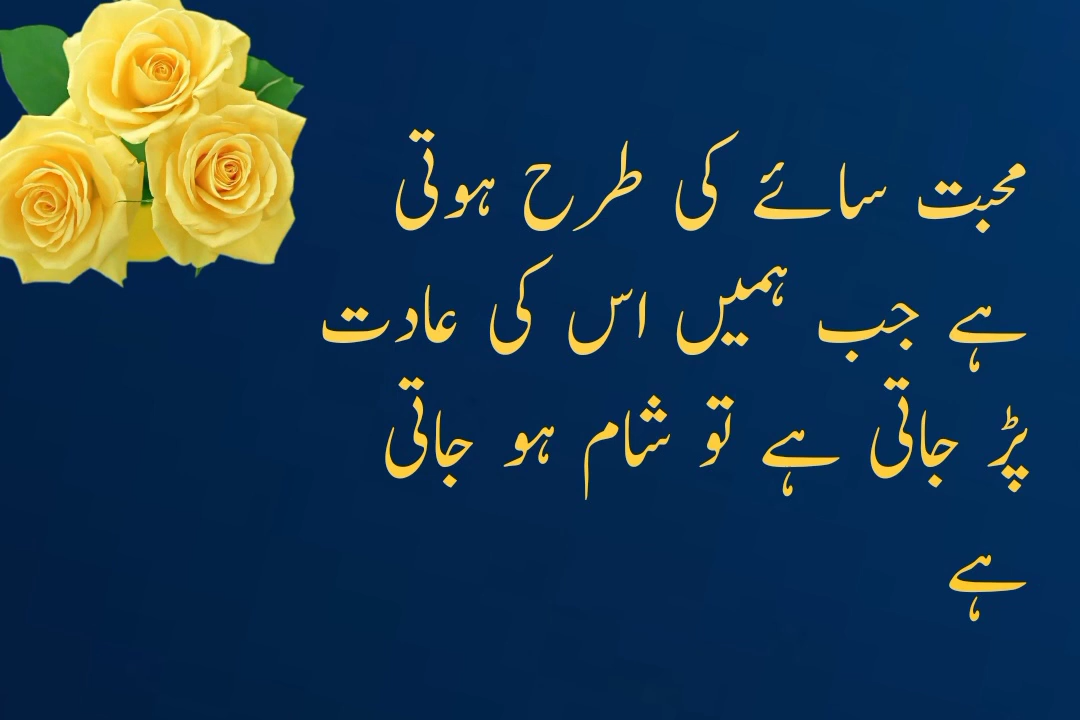 محبت سائے کی طرح ہوتی
ہے جب ہمیں اس کی عادت
پڑ جاتی ہے تو شام ہو جاتی
ہے